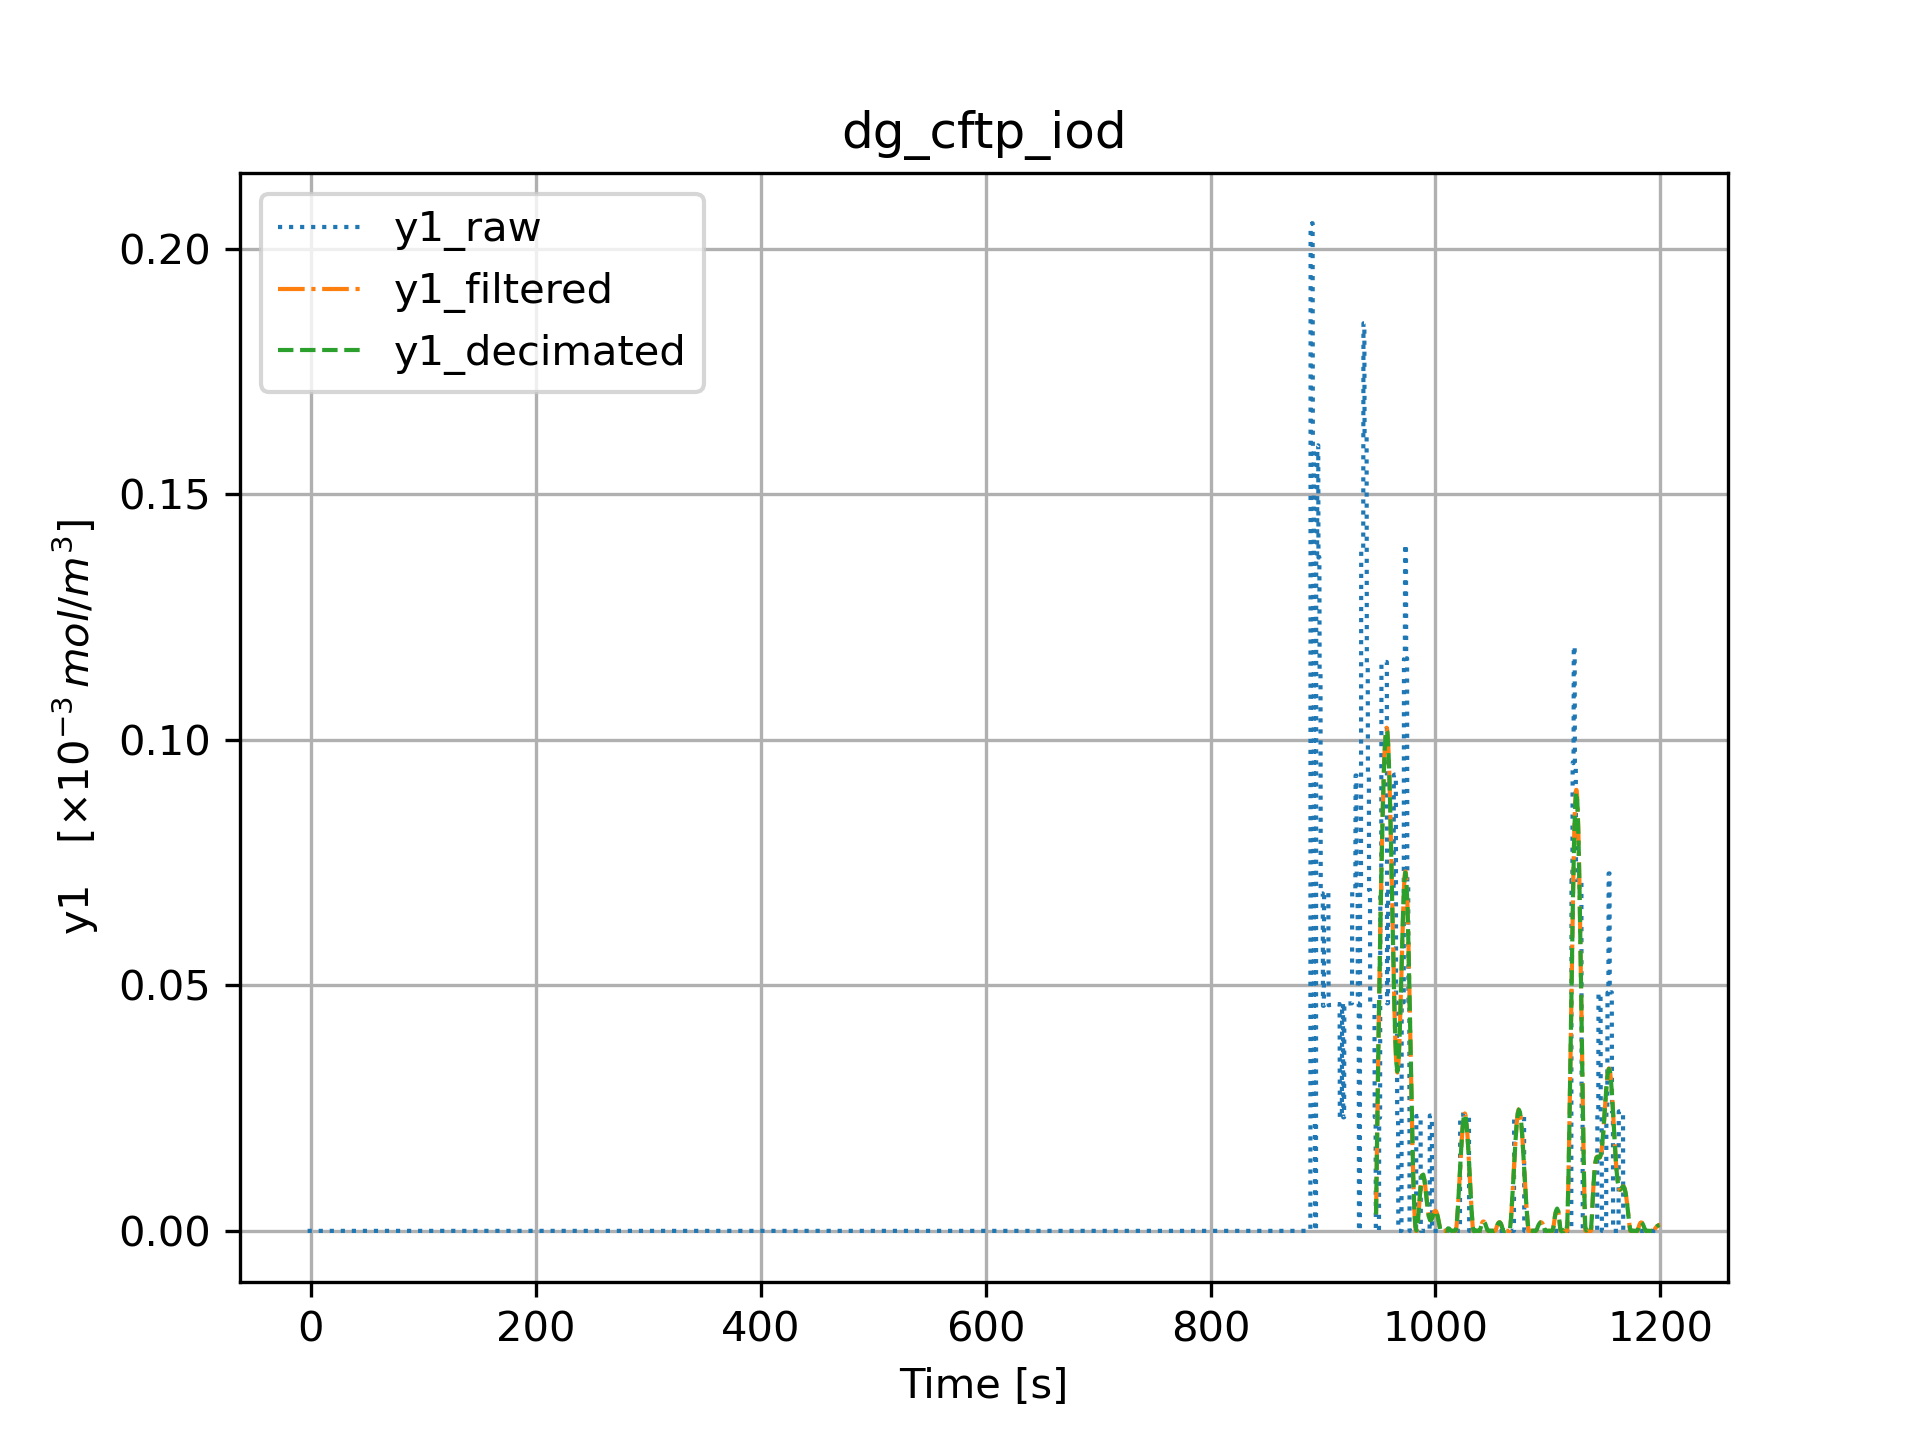 dg_cftp_iod
y1_raw
y1_filtered
y1_decimated
0.20
0.15
0.10
0.05
0.00
y1 [×10⁻³ mol/m³]
0 200 400 600 800 1000 1200
Time [s]